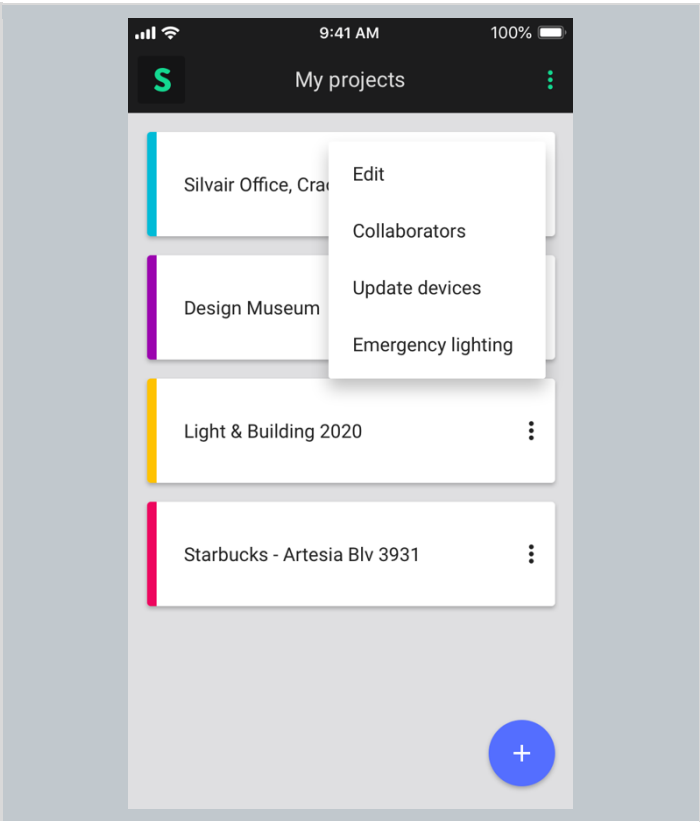 9:41 AM
100%
S
My projects
Silvair Office,
Edit
Collaborators
Update devices
Design Museum
Emergency lighting
Light & Building 2020
Starbucks - Artesia Blv 3931
+